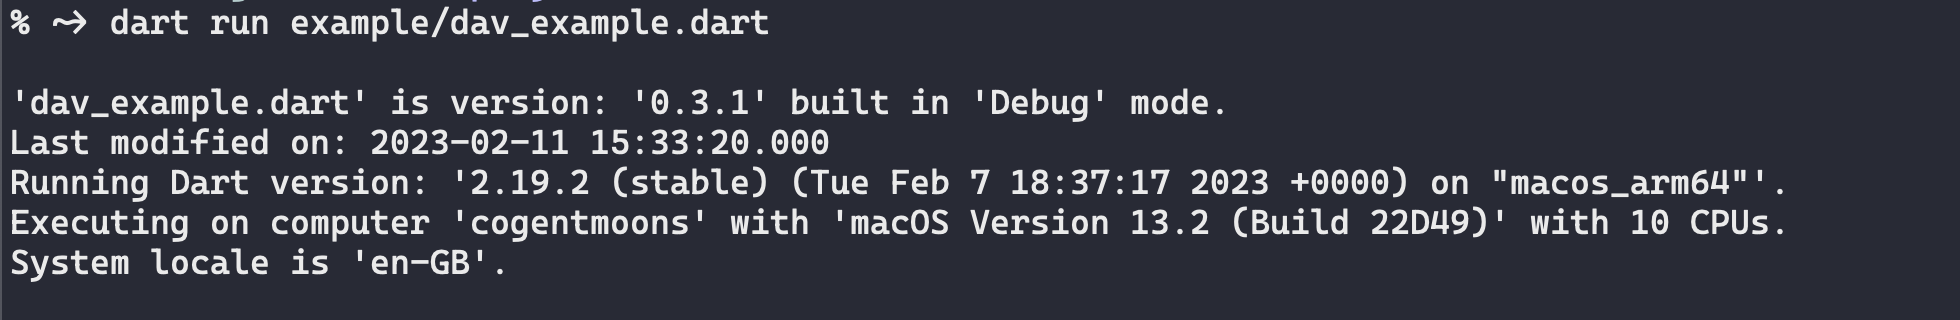 % ~> dart run example/dav_example.dart
'dav_example.dart' is version: '0.3.1' built in 'Debug' mode.
Last modified on: 2023-02-11 15:33:20.000
Running Dart version: '2.19.2 (stable) (Tue Feb 7 18:37:17 2023 +0000) on "macos_arm64"'.
Executing on computer 'cogentmoons' with 'macOS Version 13.2 (Build 22D49)' with 10 CPUs.
System locale is 'en-GB'.